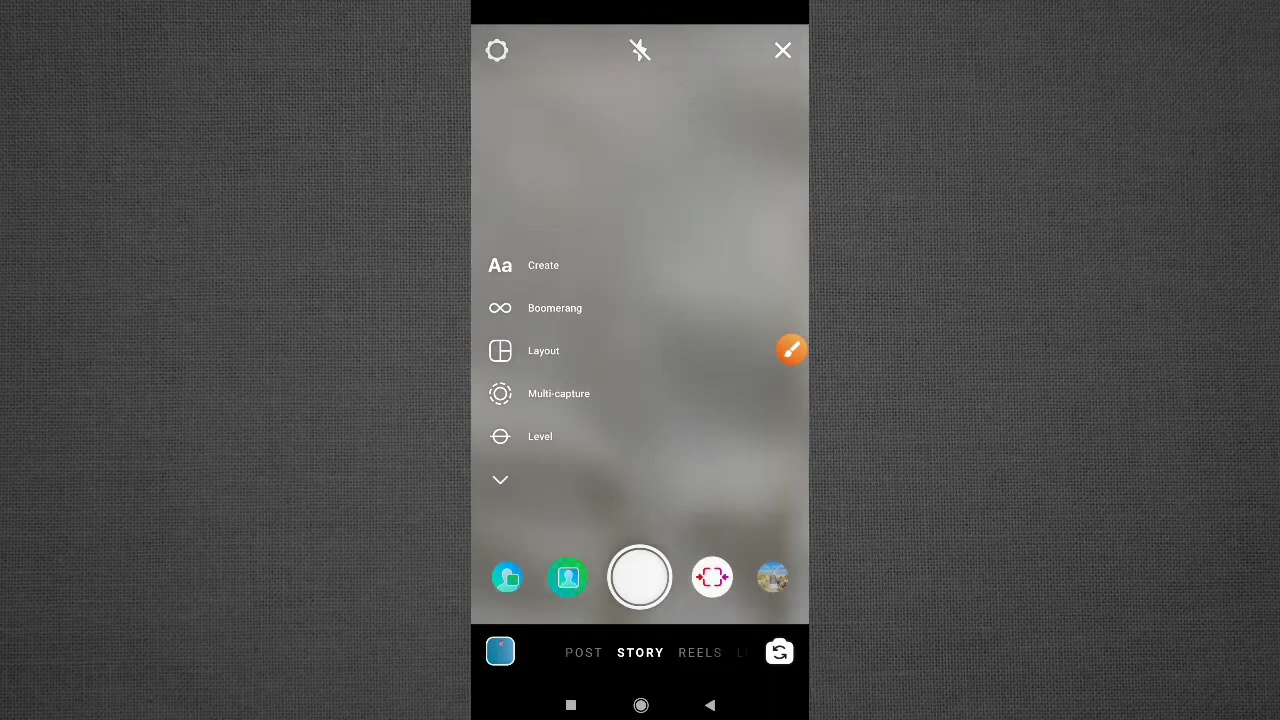 Aa Create
Boomerang
Layout
Multi-capture
Level
POST STORY REELS